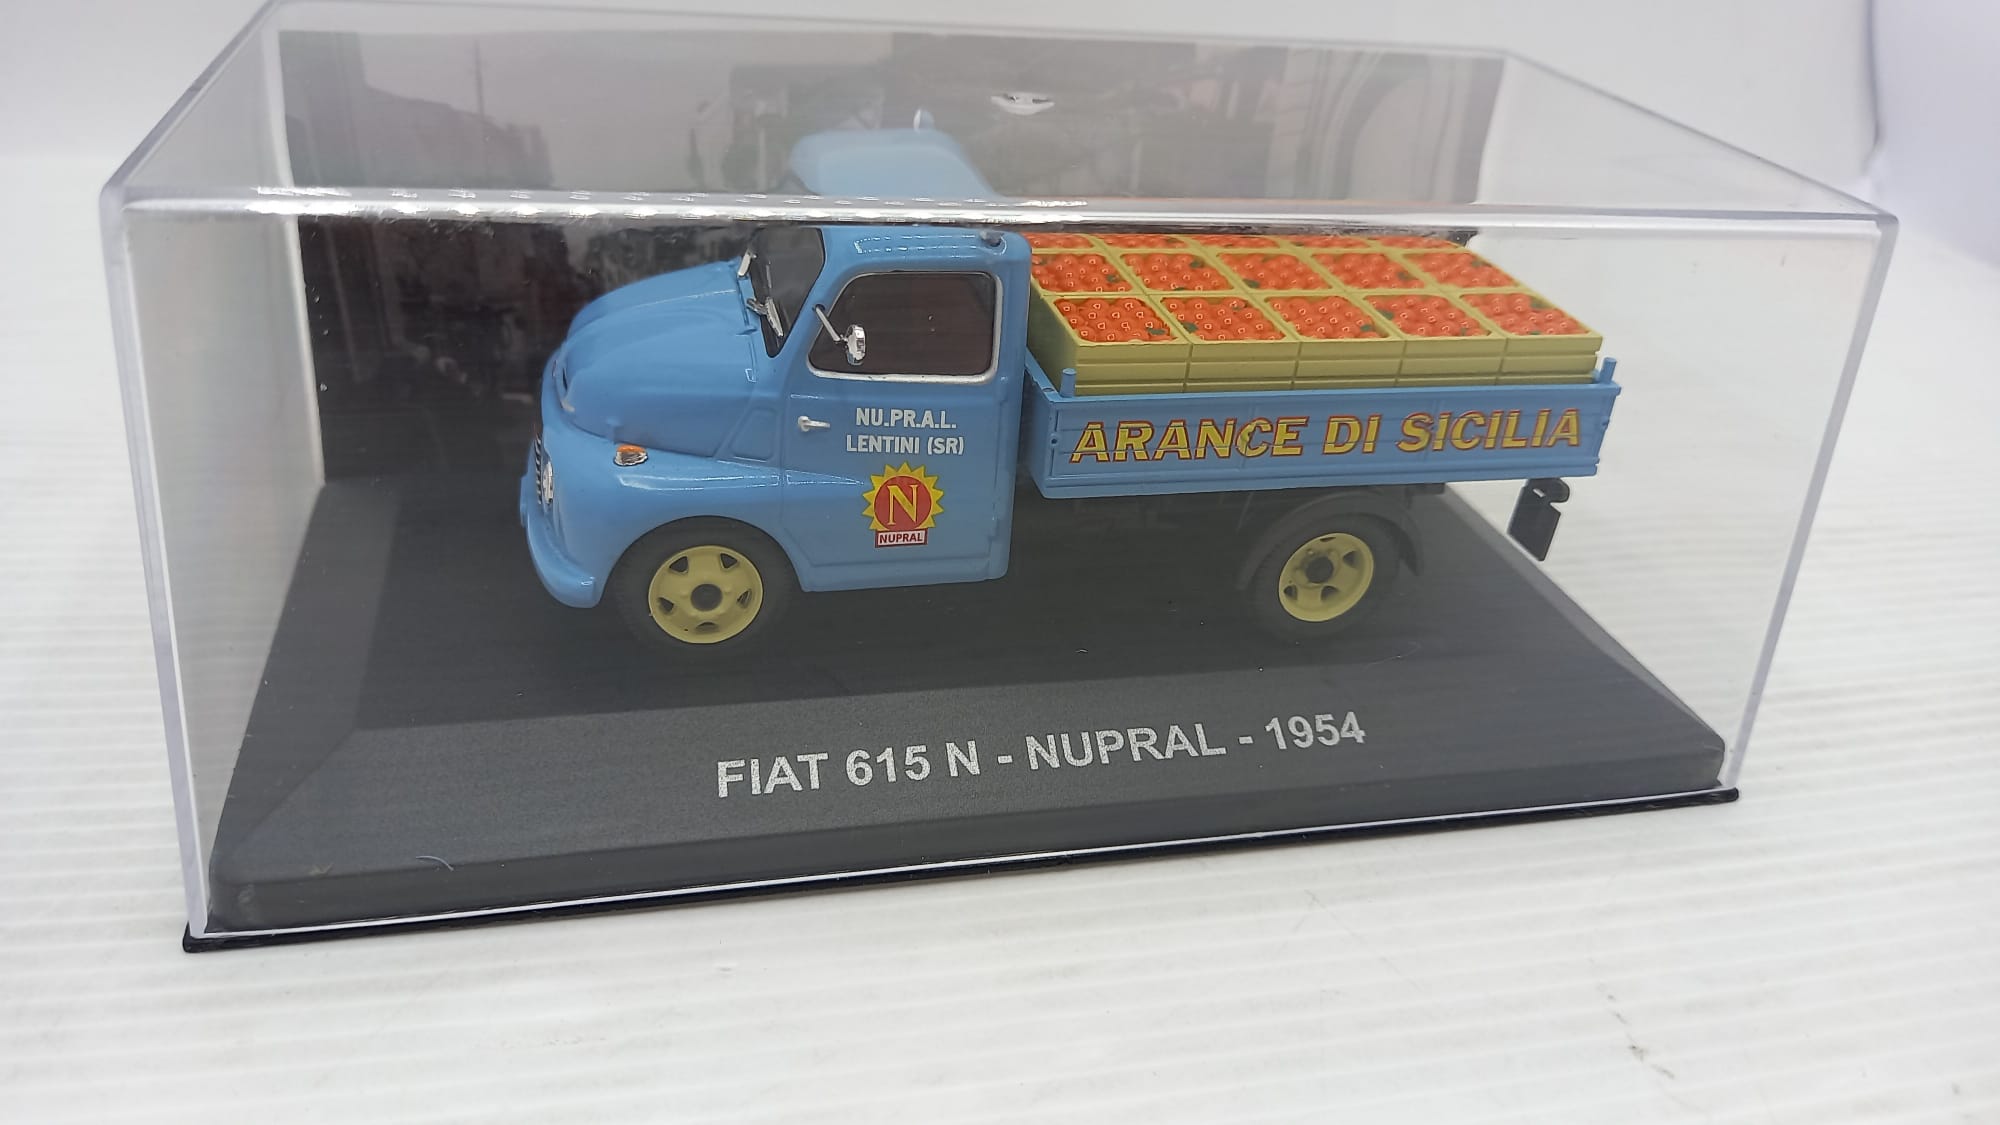 NU.PR.A.L.
LENTINI (SR)
N
NUPRAL
ARANCE DI SICILIA
FIAT 615 N - NUPRAL - 1954